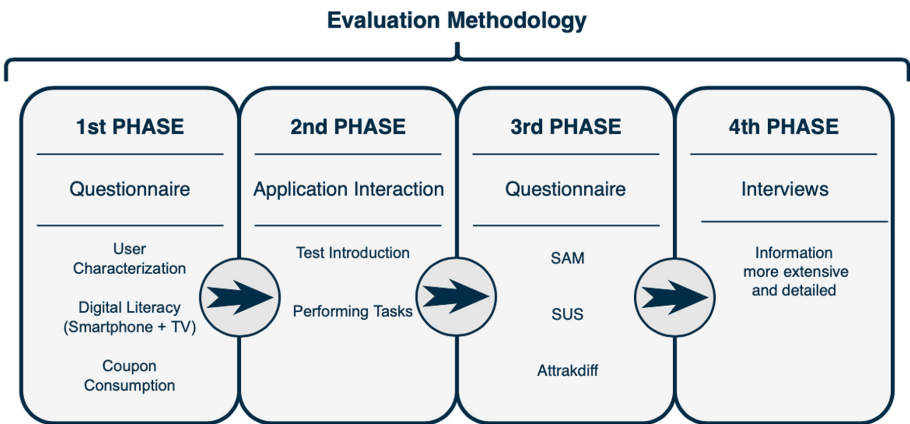 Evaluation Methodology
1st PHASE
Questionnaire
User
Characterization
Digital Literacy
(Smartphone + TV)
Coupon
Consumption
2nd PHASE
Application Interaction
Test Introduction
Performing Tasks
3rd PHASE
Questionnaire
SAM
SUS
Attrakdiff
4th PHASE
Interviews
Information
more extensive
and detailed